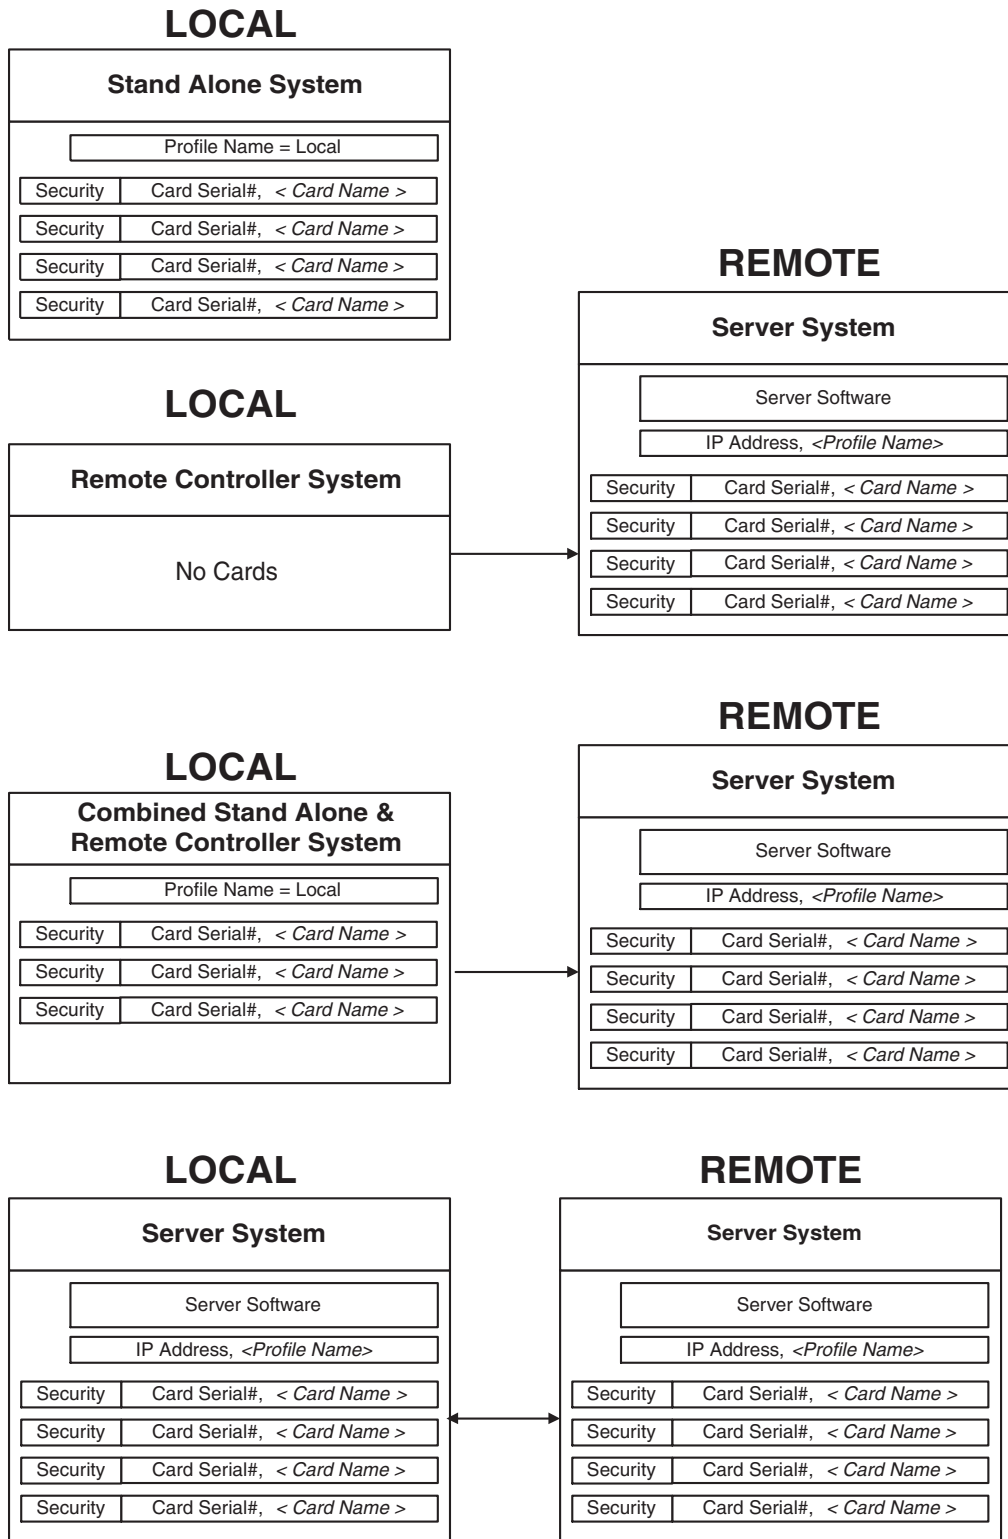 LOCAL
Stand Alone System
Profile Name = Local
Security Card Serial#, < Card Name >
Security Card Serial#, < Card Name >
Security Card Serial#, < Card Name >
Security Card Serial#, < Card Name >
LOCAL
Remote Controller System
No Cards
REMOTE
Server System
Server Software
IP Address, <Profile Name>
Security Card Serial#, < Card Name >
Security Card Serial#, < Card Name >
Security Card Serial#, < Card Name >
Security Card Serial#, < Card Name >
LOCAL
Combined Stand Alone &
Remote Controller System
Profile Name = Local
Security Card Serial#, < Card Name >
Security Card Serial#, < Card Name >
Security Card Serial#, < Card Name >
REMOTE
Server System
Server Software
IP Address, <Profile Name>
Security Card Serial#, < Card Name >
Security Card Serial#, < Card Name >
Security Card Serial#, < Card Name >
Security Card Serial#, < Card Name >
LOCAL
Server System
Server Software
IP Address, <Profile Name>
Security Card Serial#, < Card Name >
Security Card Serial#, < Card Name >
Security Card Serial#, < Card Name >
Security Card Serial#, < Card Name >
REMOTE
Server System
Server Software
IP Address, <Profile Name>
Security Card Serial#, < Card Name >
Security Card Serial#, < Card Name >
Security Card Serial#, < Card Name >
Security Card Serial#, < Card Name >